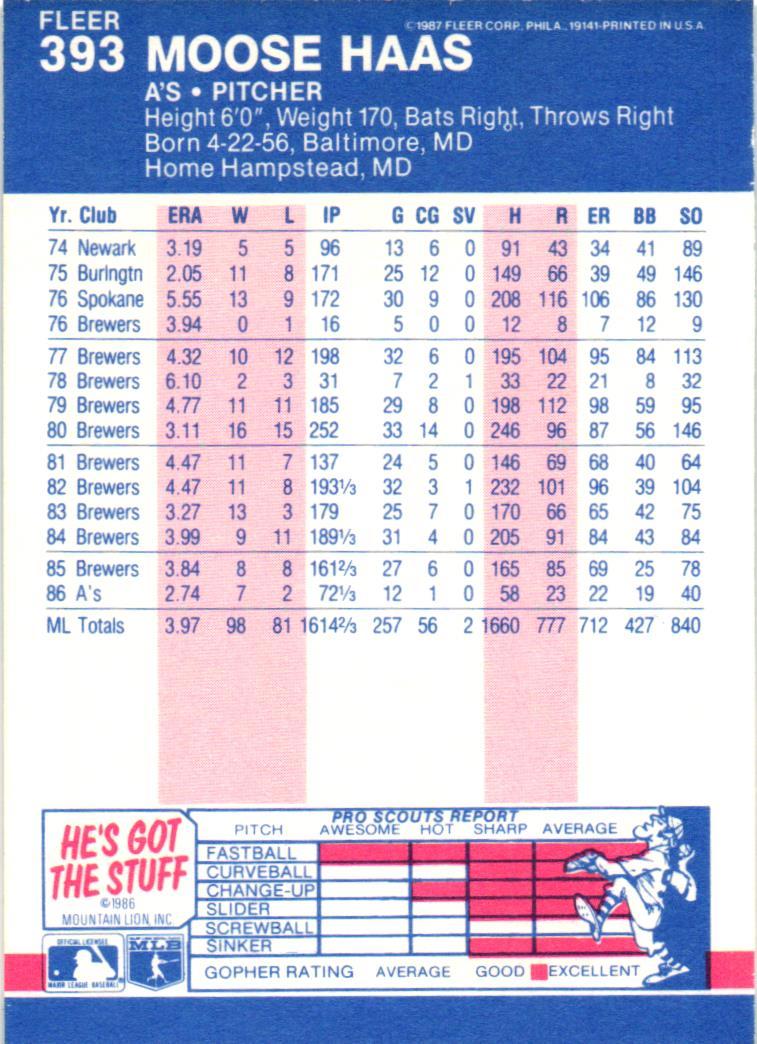 FLEER
©1987 FLEER CORP., PHILA., 19141-PRINTED IN U.S.A.
393 MOOSE HAAS
A'S • PITCHER
Height 6'0", Weight 170, Bats Right, Throws Right
Born 4-22-56, Baltimore, MD
Home Hampstead, MD
Yr. Club ERA W L IP G CG SV H R ER BB SO
74 Newark 3.19 5 5 96 13 6 0 91 43 34 41 89
75 Burlngtn 2.05 11 8 171 25 12 0 149 66 39 49 146
76 Spokane 5.55 13 9 172 30 9 0 208 116 106 86 130
76 Brewers 3.94 0 1 16 5 0 0 12 8 7 12 9
77 Brewers 4.32 10 12 198 32 6 0 195 104 95 84 113
78 Brewers 6.10 2 3 31 7 2 1 33 22 21 8 32
79 Brewers 4.77 11 11 185 29 8 0 198 112 98 59 95
80 Brewers 3.11 16 15 252 33 14 0 246 96 87 56 146
81 Brewers 4.47 11 7 137 24 5 0 146 69 68 40 64
82 Brewers 4.47 11 8 193⅓ 32 3 1 232 101 96 39 104
83 Brewers 3.27 13 3 179 25 7 0 170 66 65 42 75
84 Brewers 3.99 9 11 189⅓ 31 4 0 205 91 84 43 84
85 Brewers 3.84 8 8 161⅔ 27 6 0 165 85 69 25 78
86 A's 2.74 7 2 72⅓ 12 1 0 58 23 22 19 40
ML Totals 3.97 98 81 1614⅔ 257 56 2 1660 777 712 427 840
HE'S GOT
THE STUFF
©1986
MOUNTAIN LION, INC
PRO SCOUTS REPORT
PITCH AWESOME HOT SHARP AVERAGE
FASTBALL
CURVEBALL
CHANGE-UP
SLIDER
SCREWBALL
SINKER
GOPHER RATING AVERAGE GOOD EXCELLENT
OFFICIAL LICENSEE
MAJOR LEAGUE BASEBALL
MLB